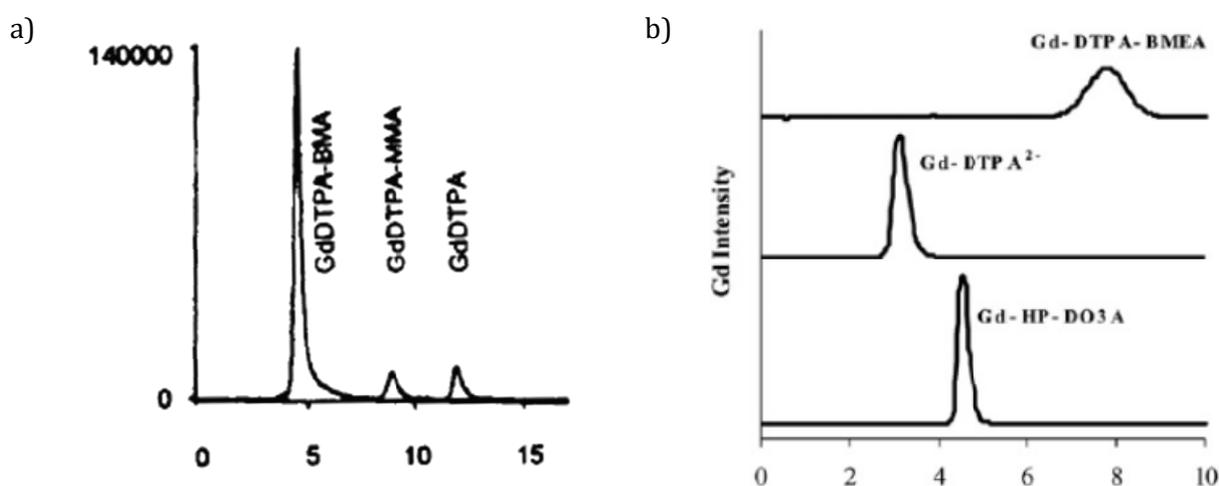 a)
140000
0
GdDTPA-BMA
GdDTPA-MMA
GdDTPA
0 5 10 15
b)
Gd-DTPA-BMEA
Gd-DTPA²⁻
Gd-HP-DO3A
Gd Intensity
0 2 4 6 8 10